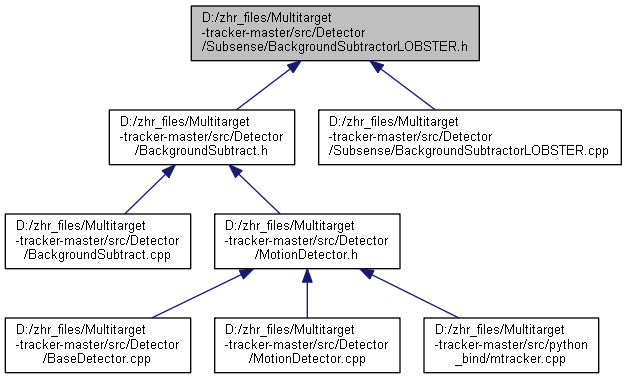 D:/zhr_files/Multitarget
-tracker-master/src/Detector
/Subsense/BackgroundSubtractorLOBSTER.h
D:/zhr_files/Multitarget
-tracker-master/src/Detector
/BackgroundSubtract.h
D:/zhr_files/Multitarget
-tracker-master/src/Detector
/Subsense/BackgroundSubtractorLOBSTER.cpp
D:/zhr_files/Multitarget
-tracker-master/src/Detector
/BackgroundSubtract.cpp
D:/zhr_files/Multitarget
-tracker-master/src/Detector
/MotionDetector.h
D:/zhr_files/Multitarget
-tracker-master/src/Detector
/BaseDetector.cpp
D:/zhr_files/Multitarget
-tracker-master/src/Detector
/MotionDetector.cpp
D:/zhr_files/Multitarget
-tracker-master/src/python
_bind/mtracker.cpp